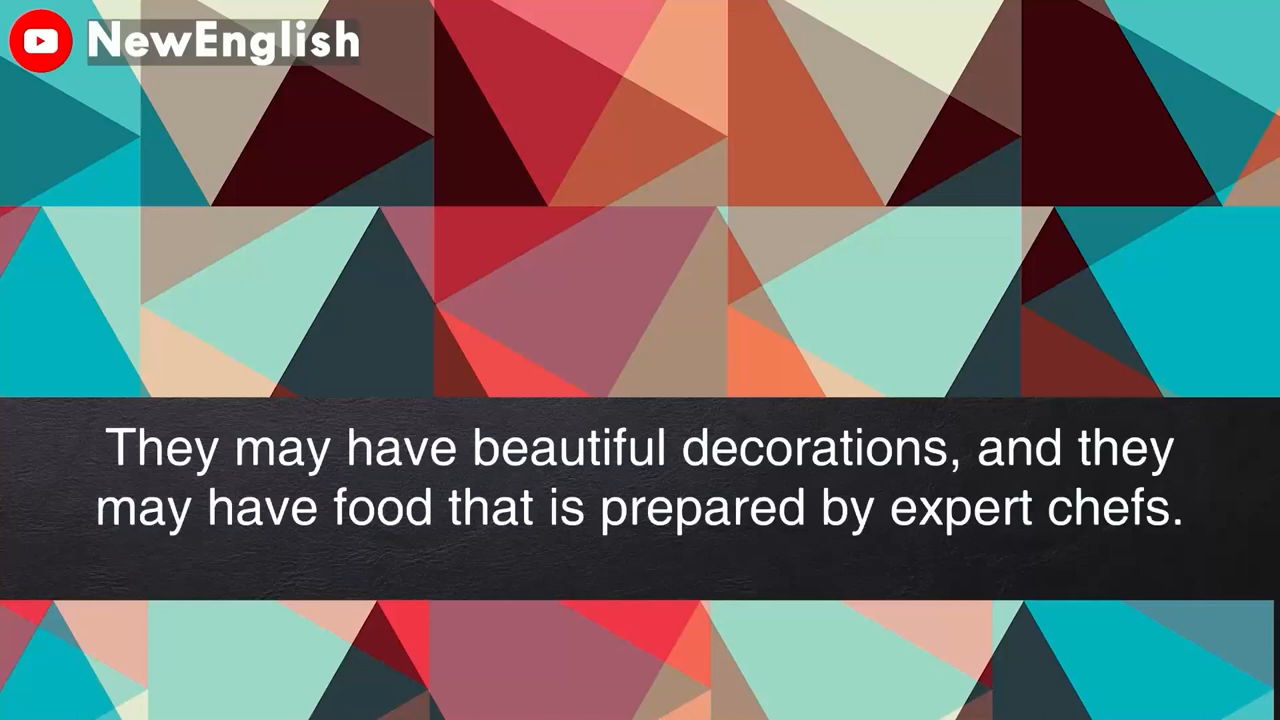 NewEnglish
They may have beautiful decorations, and they
may have food that is prepared by expert chefs.